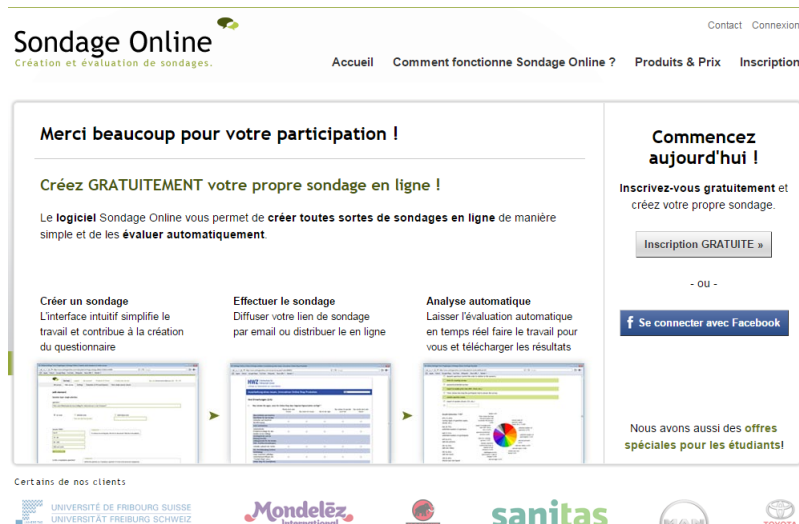 Contact Connexion
Sondage Online
Création et évaluation de sondages.
Accueil Comment fonctionne Sondage Online ? Produits & Prix Inscription
Merci beaucoup pour votre participation !
Créez GRATUITEMENT votre propre sondage en ligne !
Le logiciel Sondage Online vous permet de créer toutes sortes de sondages en ligne de manière
simple et de les évaluer automatiquement.
Créer un sondage
L'interface intuitif simplifie le
travail et contribue à la création
du questionnaire
Effectuer le sondage
Diffuser votre lien de sondage
par email ou distribuer le en ligne
Analyse automatique
Laisser l'évaluation automatique
en temps réel faire le travail pour
vous et télécharger les résultats
HWZ
Commencez
aujourd'hui !
Inscrivez-vous gratuitement et
créez votre propre sondage.
Inscription GRATUITE »
- ou -
f Se connecter avec Facebook
Nous avons aussi des offres
spéciales pour les étudiants!
Certains de nos clients
UNIVERSITÉ DE FRIBOURG SUISSE
UNIVERSITÄT FREIBURG SCHWEIZ
Mondelēz
International
sanitas
MAN
TOYOTA